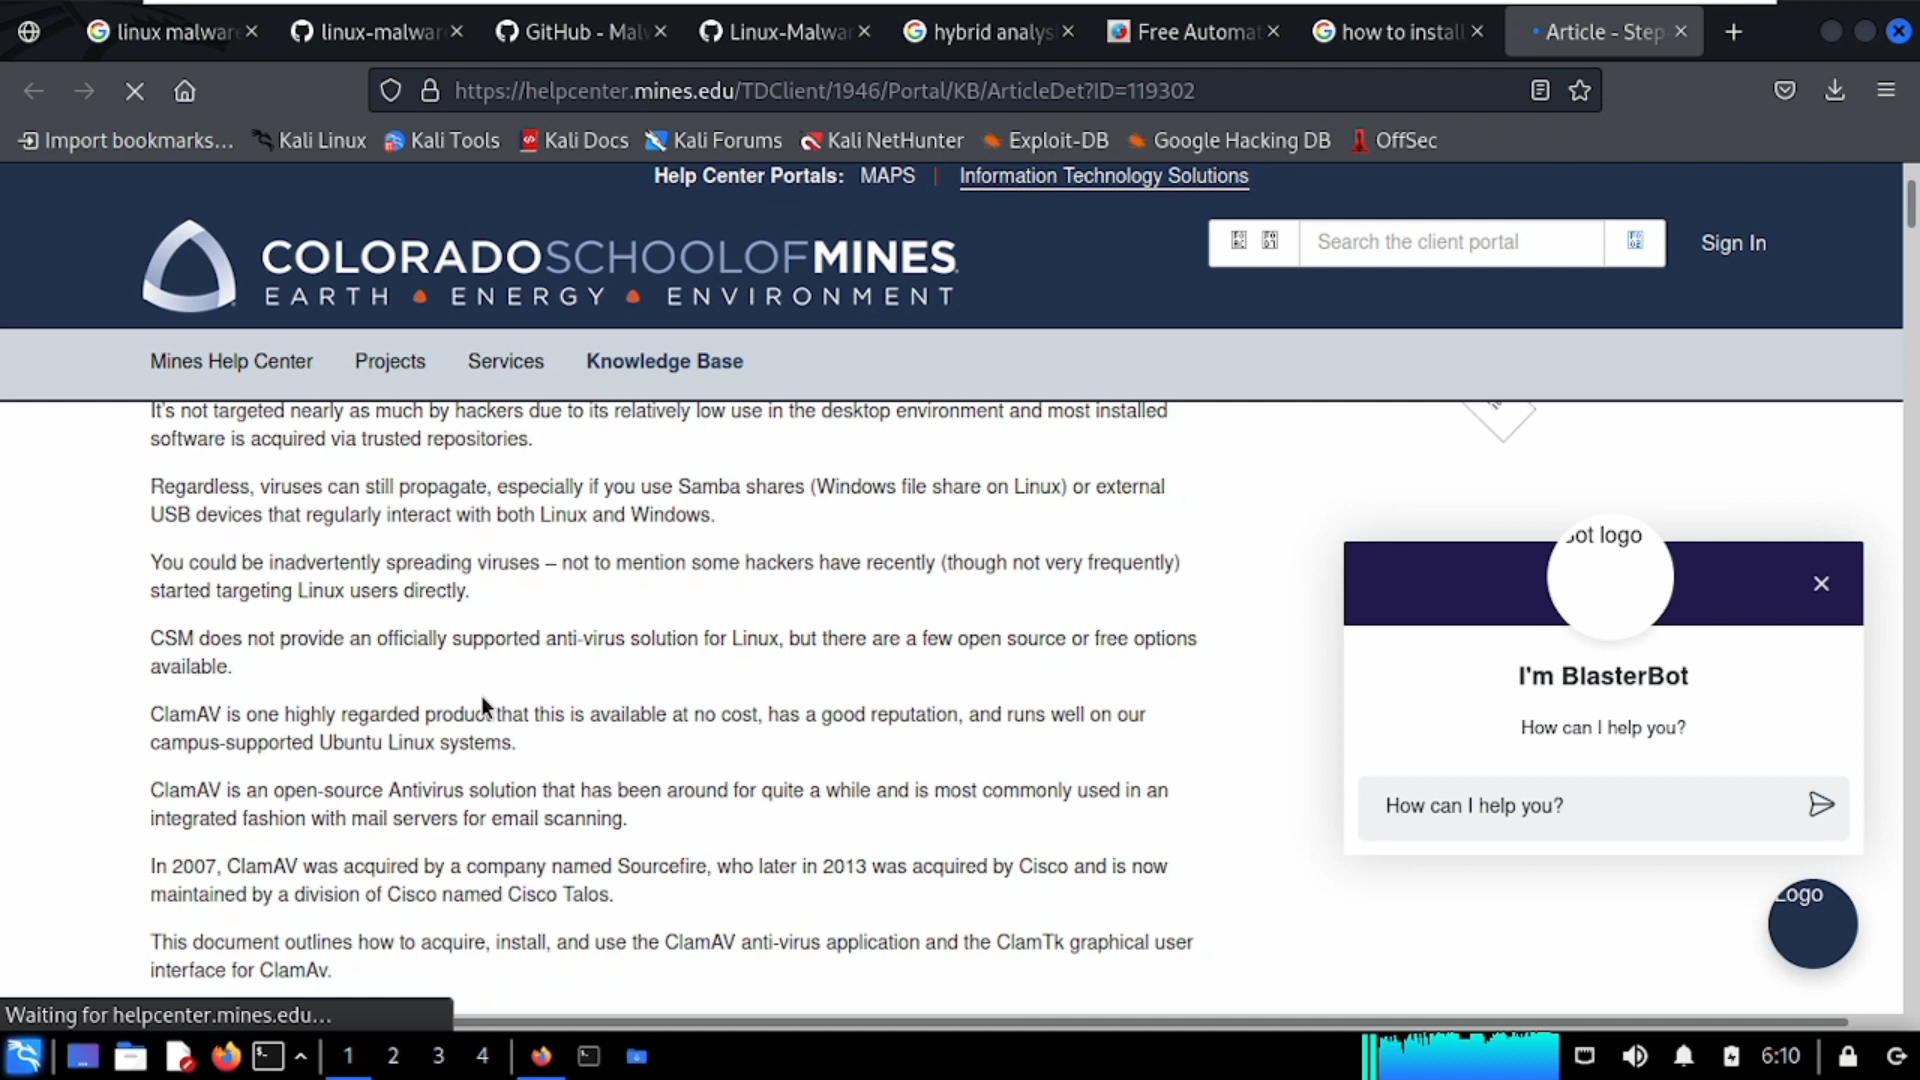 linux malwar
linux-malwar
GitHub - Mal
Linux-Malwar
hybrid analys
Free Automat
how to install
Article - Step
https://helpcenter.mines.edu/TDClient/1946/Portal/KB/ArticleDet?ID=119302
Import bookmarks...
Kali Linux
Kali Tools
Kali Docs
Kali Forums
Kali NetHunter
Exploit-DB
Google Hacking DB
OffSec
Help Center Portals: MAPS | Information Technology Solutions
COLORADOSCHOOLOFMINES
EARTH • ENERGY • ENVIRONMENT
Search the client portal
Sign In
Mines Help Center
Projects
Services
Knowledge Base
It's not targeted nearly as much by hackers due to its relatively low use in the desktop environment and most installed
software is acquired via trusted repositories.
Regardless, viruses can still propagate, especially if you use Samba shares (Windows file share on Linux) or external
USB devices that regularly interact with both Linux and Windows.
You could be inadvertently spreading viruses – not to mention some hackers have recently (though not very frequently)
started targeting Linux users directly.
CSM does not provide an officially supported anti-virus solution for Linux, but there are a few open source or free options
available.
ClamAV is one highly regarded product that this is available at no cost, has a good reputation, and runs well on our
campus-supported Ubuntu Linux systems.
ClamAV is an open-source Antivirus solution that has been around for quite a while and is most commonly used in an
integrated fashion with mail servers for email scanning.
In 2007, ClamAV was acquired by a company named Sourcefire, who later in 2013 was acquired by Cisco and is now
maintained by a division of Cisco named Cisco Talos.
This document outlines how to acquire, install, and use the ClamAV anti-virus application and the ClamTk graphical user
interface for ClamAv.
ot logo
I'm BlasterBot
How can I help you?
How can I help you?
Logo
Waiting for helpcenter.mines.edu...
1 2 3 4
6:10